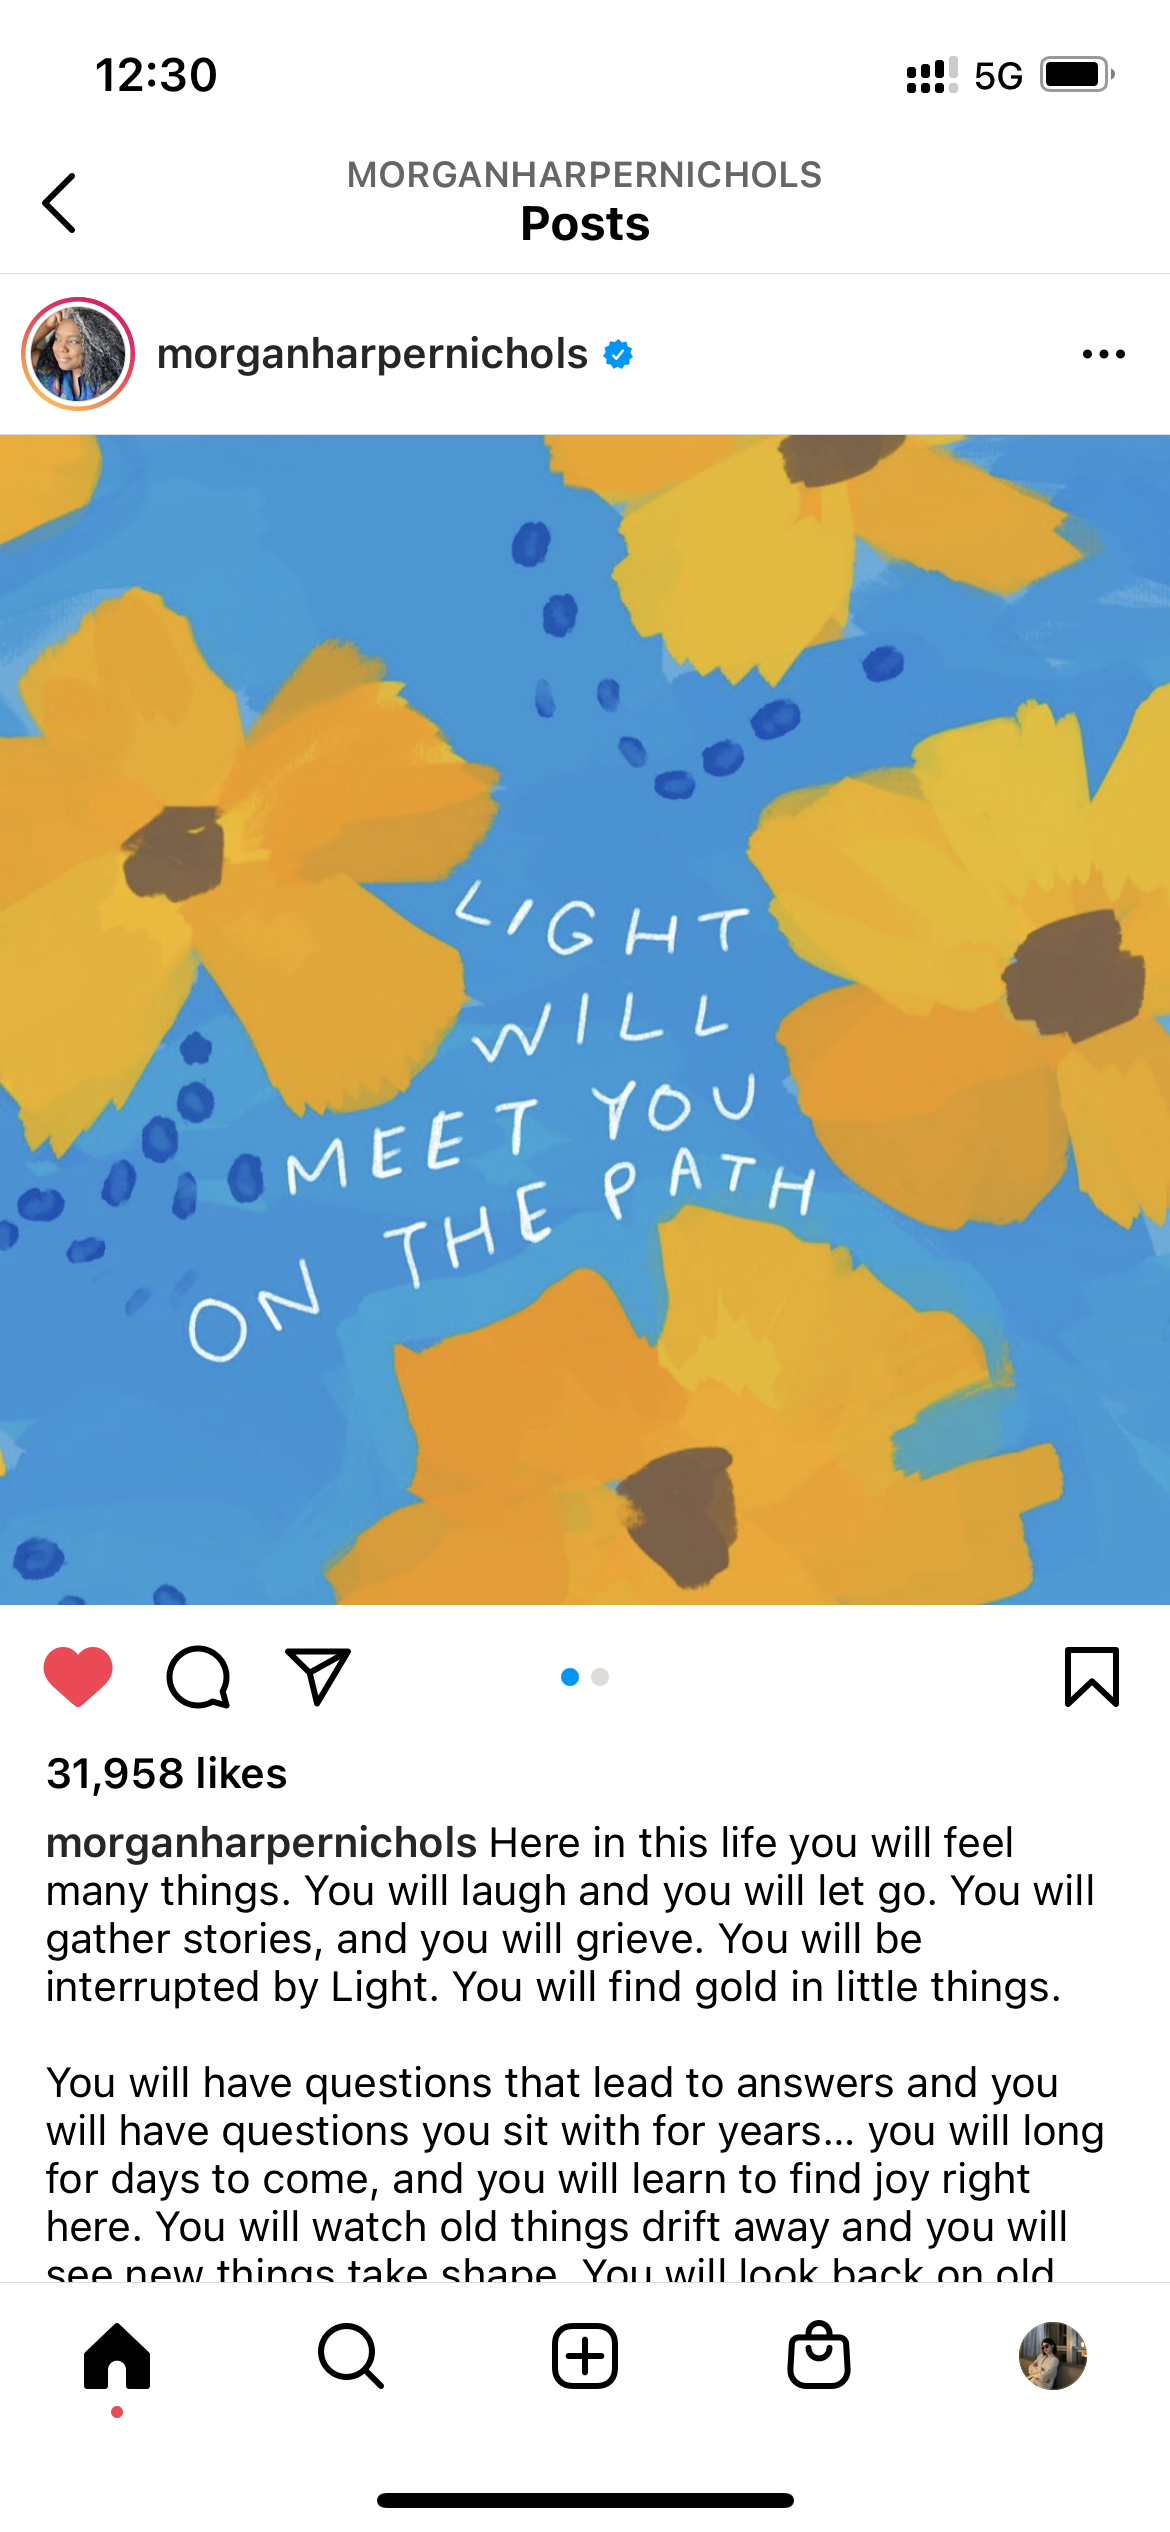 12:30
5G
MORGANHARPERNICHOLS
Posts
morganharpernichols
LIGHT
WILL
MEET YOU
ON THE PATH
31,958 likes
morganharpernichols Here in this life you will feel
many things. You will laugh and you will let go. You will
gather stories, and you will grieve. You will be
interrupted by Light. You will find gold in little things.
You will have questions that lead to answers and you
will have questions you sit with for years... you will long
for days to come, and you will learn to find joy right
here. You will watch old things drift away and you will
see new things take shape. You will look back on old